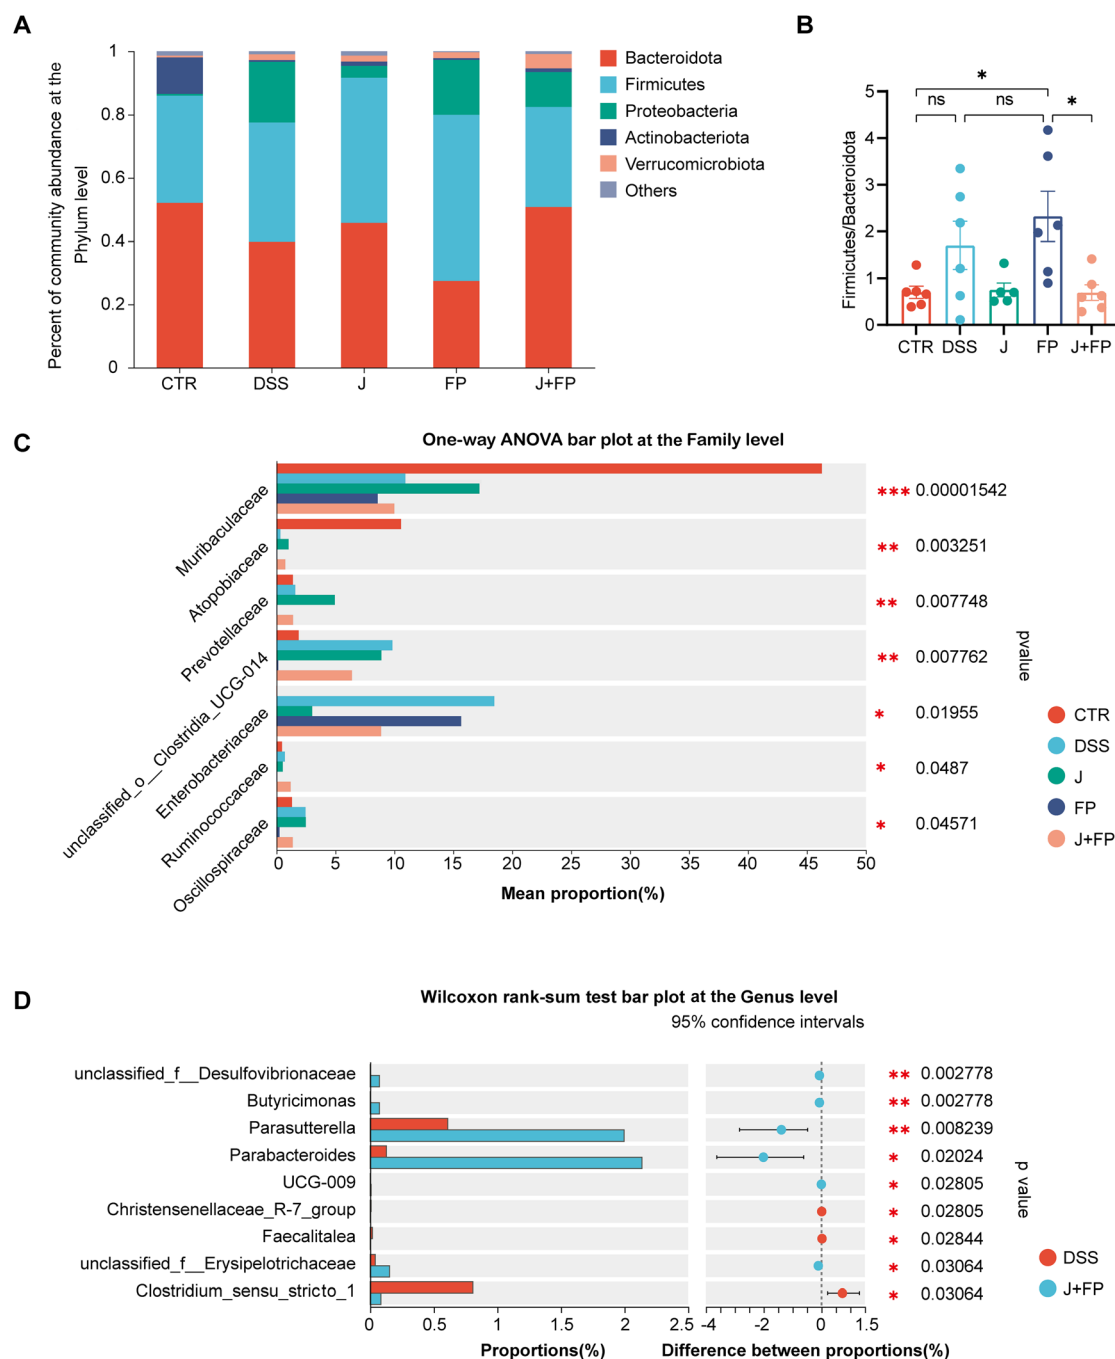 A
Percent of community abundance at the
Phylum level
1
0.8
0.6
0.4
0.2
0
CTR
DSS
J
FP
J+FP
Bacteroidota
Firmicutes
Proteobacteria
Actinobacteriota
Verrucomicrobiota
Others
B
Firmicutes/Bacteroidota
5
4
3
2
1
0
*
ns
ns
*
CTR
DSS
J
FP
J+FP
C
One-way ANOVA bar plot at the Family level
Muribaculaceae
*** 0.00001542
Atopobiaceae
** 0.003251
Prevotellaceae
** 0.007748
unclassified_o__Clostridia_UCG-014
** 0.007762
Enterobacteriaceae
* 0.01955
Ruminococcaceae
* 0.0487
Oscillospiraceae
* 0.04571
0 5 10 15 20 25 30 35 40 45 50
Mean proportion(%)
pvalue
CTR
DSS
J
FP
J+FP
D
Wilcoxon rank-sum test bar plot at the Genus level
95% confidence intervals
unclassified_f__Desulfovibrionaceae ** 0.002778
Butyricimonas ** 0.002778
Parasutterella ** 0.008239
Parabacteroides * 0.02024
UCG-009 * 0.02805
Christensenellaceae_R-7_group * 0.02805
Faecalitalea * 0.02844
unclassified_f__Erysipelotrichaceae * 0.03064
Clostridium_sensu_stricto_1 * 0.03064
0 0.5 1 1.5 2 2.5
-4 -2 0 1.5
Proportions(%)
Difference between proportions(%)
p value
DSS
J+FP